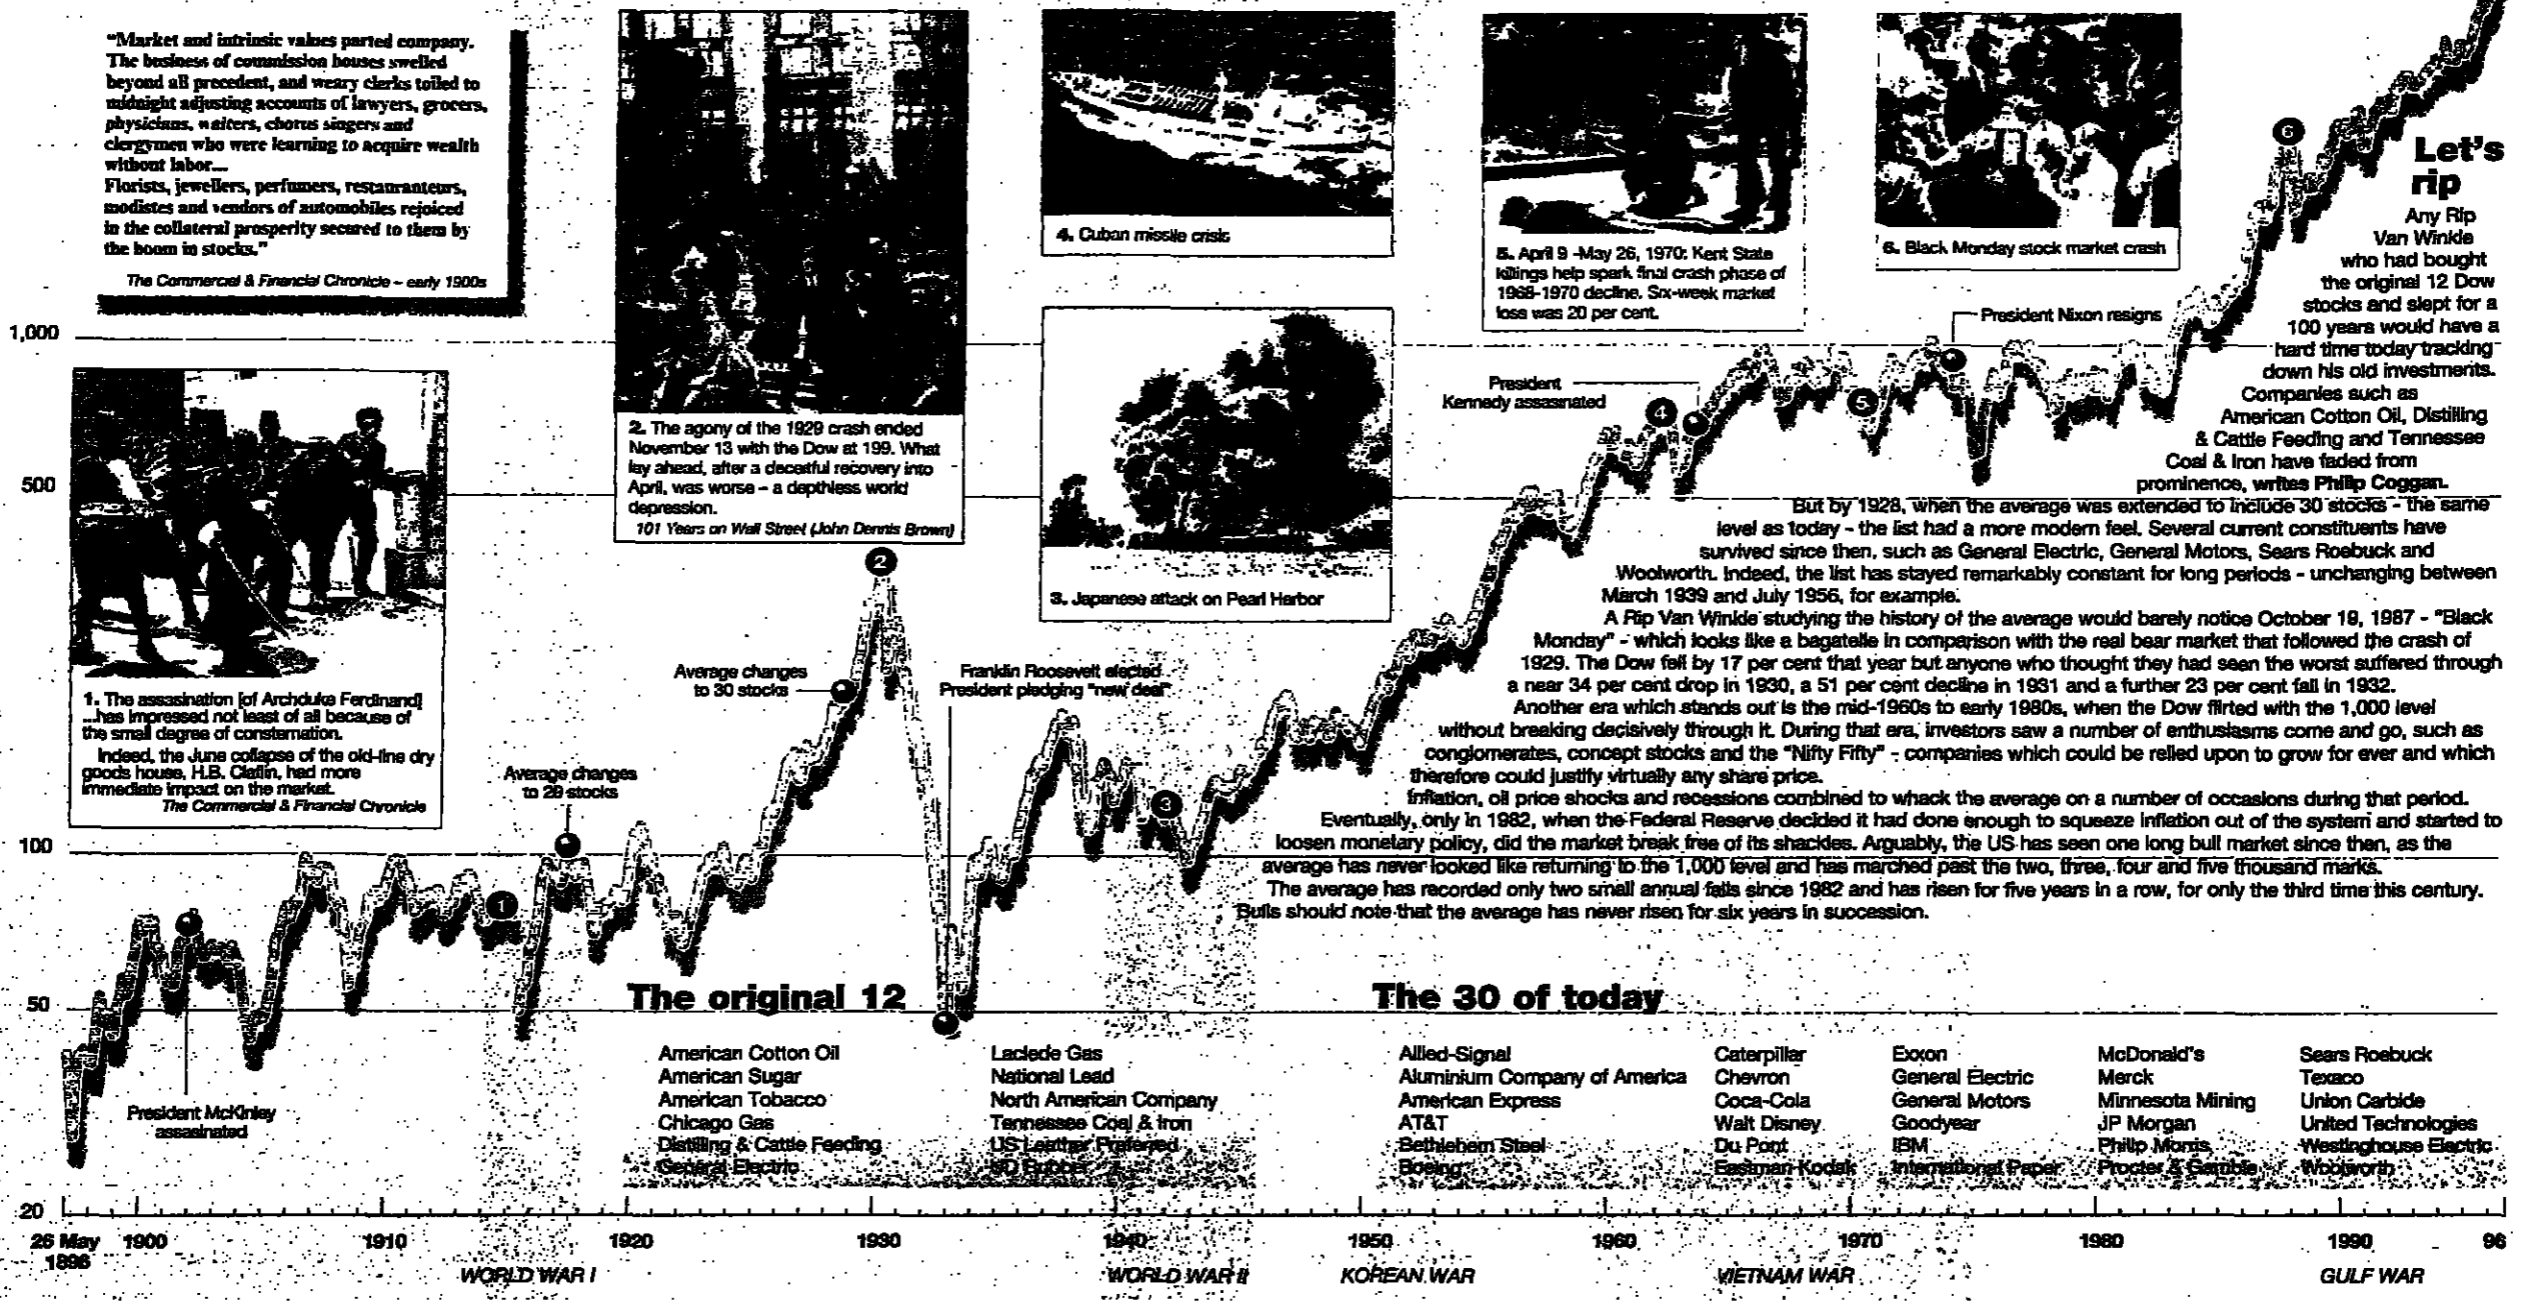 "Market and intrinsic values parted company.
The business of commission houses swelled
beyond all precedent, and weary clerks toiled to
midnight adjusting accounts of lawyers, grocers,
physicians, waiters, chorus singers and
clergymen who were learning to acquire wealth
without labor...
Florists, jewellers, perfumers, restauranteurs,
modistes and vendors of automobiles rejoiced
in the collateral prosperity secured to them by
the boom in stocks."
The Commercial & Financial Chronicle – early 1900s
1. The assasination [of Archduke Ferdinand]
...has impressed not least of all because of
the small degree of consternation.
Indeed, the June collapse of the old-line dry
goods house, H.B. Claflin, had more
immediate impact on the market.
The Commercial & Financial Chronicle
2. The agony of the 1929 crash ended
November 13 with the Dow at 199. What
lay ahead, after a deceitful recovery into
April, was worse – a depthless world
depression.
101 Years on Wall Street (John Dennis Brown)
4. Cuban missile crisis
3. Japanese attack on Pearl Harbor
5. April 9 -May 26, 1970: Kent State
killings help spark final crash phase of
1968-1970 decline. Six-week market
loss was 20 per cent.
6. Black Monday stock market crash
Let's
rip
Any Rip
Van Winkle
who had bought
the original 12 Dow
stocks and slept for a
100 years would have a
hard time today tracking
down his old investments.
Companies such as
American Cotton Oil, Distilling
& Cattle Feeding and Tennessee
Coal & Iron have faded from
prominence, writes Philip Coggan.
But by 1928, when the average was extended to include 30 stocks - the same
level as today - the list had a more modern feel. Several current constituents have
survived since then, such as General Electric, General Motors, Sears Roebuck and
Woolworth. Indeed, the list has stayed remarkably constant for long periods - unchanging between
March 1939 and July 1956, for example.
A Rip Van Winkle studying the history of the average would barely notice October 19, 1987 - "Black
Monday" - which looks like a bagatelle in comparison with the real bear market that followed the crash of
1929. The Dow fell by 17 per cent that year but anyone who thought they had seen the worst suffered through
a near 34 per cent drop in 1930, a 51 per cent decline in 1931 and a further 23 per cent fall in 1932.
Another era which stands out is the mid-1960s to early 1980s, when the Dow flirted with the 1,000 level
without breaking decisively through it. During that era, investors saw a number of enthusiasms come and go, such as
conglomerates, concept stocks and the "Nifty Fifty" - companies which could be relied upon to grow for ever and which
therefore could justify virtually any share price.
Inflation, oil price shocks and recessions combined to whack the average on a number of occasions during that period.
Eventually, only in 1982, when the Federal Reserve decided it had done enough to squeeze inflation out of the system and started to
loosen monetary policy, did the market break free of its shackles. Arguably, the US has seen one long bull market since then, as the
average has never looked like returning to the 1,000 level and has marched past the two, three, four and five thousand marks.
The average has recorded only two small annual falls since 1982 and has risen for five years in a row, for only the third time this century.
Bulls should note that the average has never risen for six years in succession.
1,000
500
100
50
20
President McKinley
assasinated
1
Average changes
to 20 stocks
Average changes
to 30 stocks
2
Franklin Roosevelt elected
President pledging "new deal"
3
President
Kennedy assasinated
4
5
President Nixon resigns
6
The original 12
American Cotton Oil
American Sugar
American Tobacco
Chicago Gas
Distilling & Cattle Feeding
General Electric
Laclede Gas
National Lead
North American Company
Tennessee Coal & Iron
US Leather Preferred
Rubber
The 30 of today
Allied-Signal
Aluminium Company of America
American Express
AT&T
Bethlehem Steel
Boeing
Caterpillar
Chevron
Coca-Cola
Walt Disney
Du Pont
Eastman Kodak
Exxon
General Electric
General Motors
Goodyear
IBM
International Paper
McDonald's
Merck
Minnesota Mining
JP Morgan
Philip Morris
Procter & Gamble
Sears Roebuck
Texaco
Union Carbide
United Technologies
Westinghouse Electric
Woolworth
26 May
1896
1900
1910
1920
1930
1940
1950
1960
1970
1980
1990
96
WORLD WAR I
WORLD WAR II
KOREAN WAR
VIETNAM WAR
GULF WAR